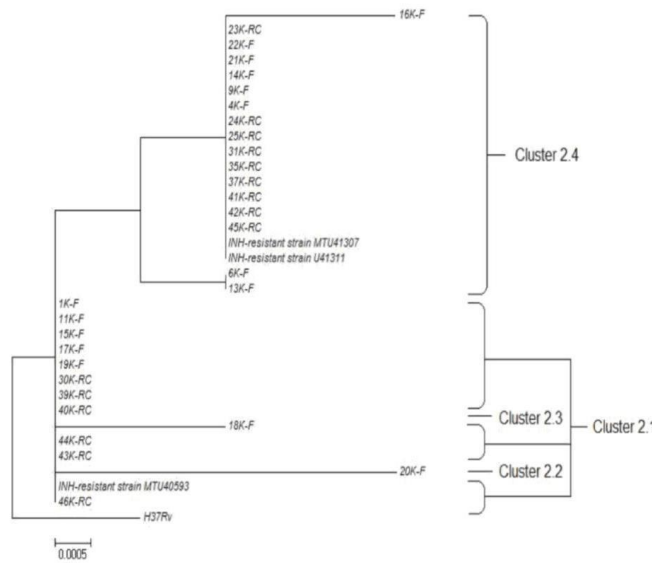 16K-F
23K-RC
22K-F
21K-F
14K-F
9K-F
4K-F
24K-RC
25K-RC
31K-RC
35K-RC
37K-RC
41K-RC
42K-RC
45K-RC
INH-resistant strain MTU41307
INH-resistant strain U41311
6K-F
13K-F
Cluster 2.4
1K-F
11K-F
15K-F
17K-F
19K-F
30K-RC
39K-RC
40K-RC
18K-F
Cluster 2.3
Cluster 2.1
44K-RC
43K-RC
20K-F
Cluster 2.2
INH-resistant strain MTU40593
46K-RC
H37Rv
0.0005